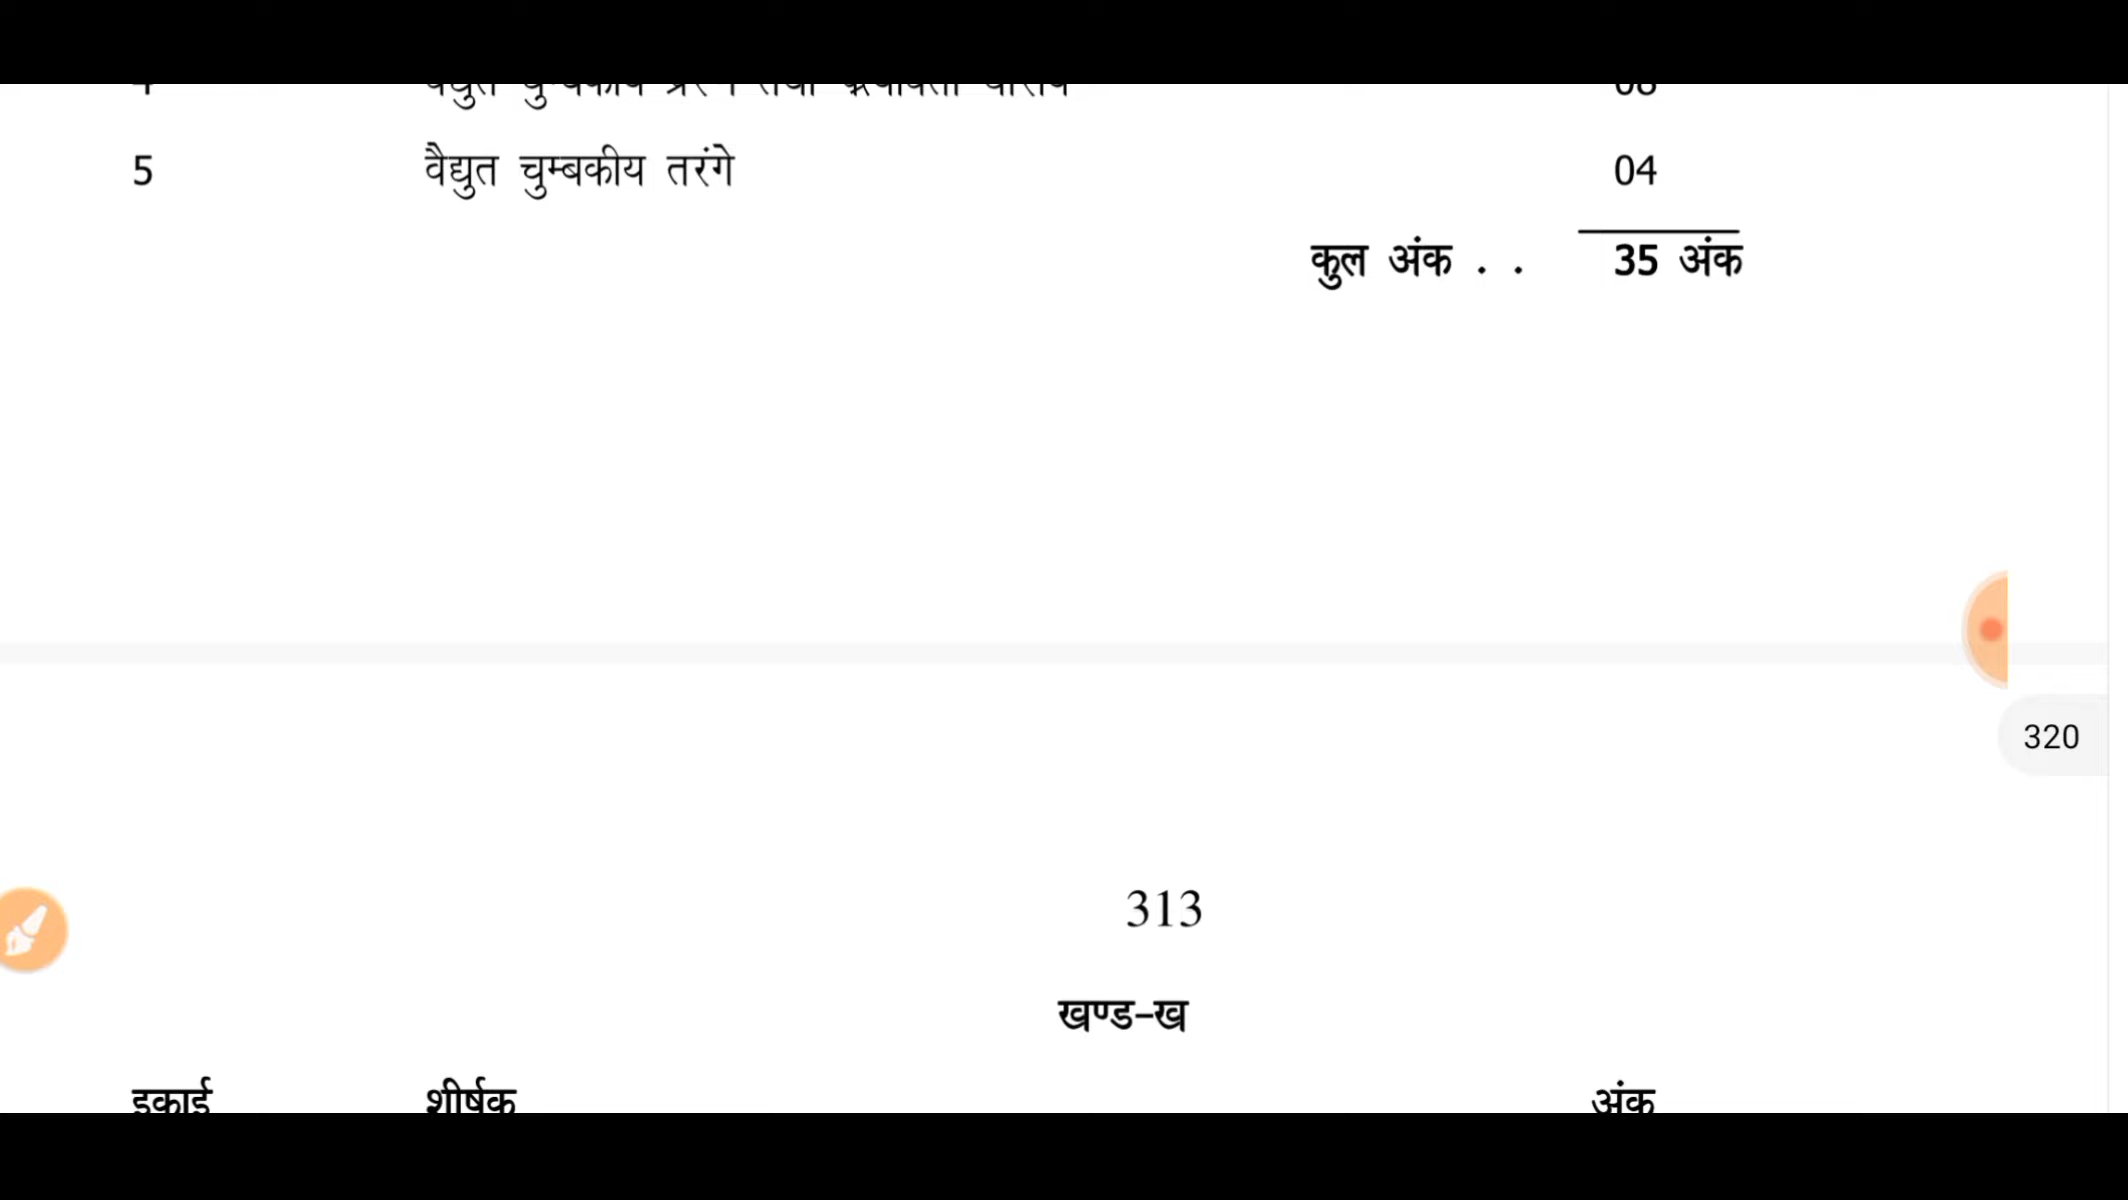 5 वैद्युत चुम्बकीय तरंगे 04
कुल अंक . . 35 अंक
320
313
खण्ड-ख
इकाई शीर्षक अंक